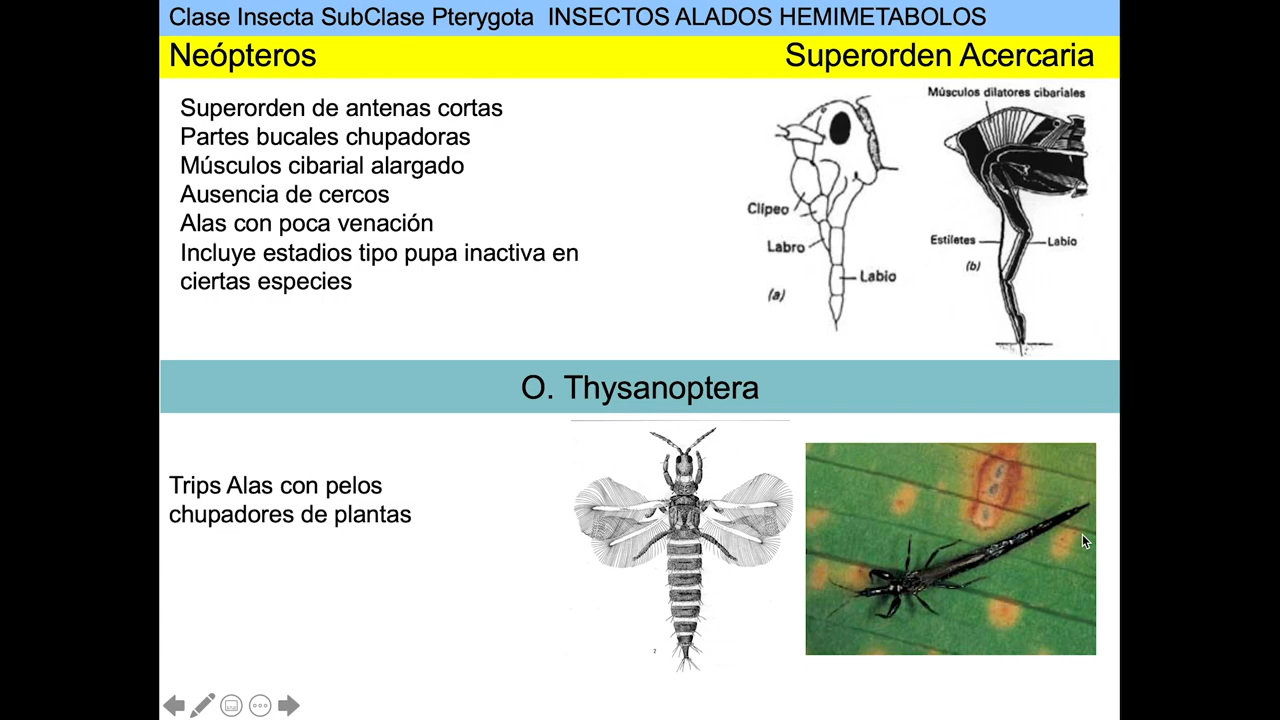 Clase Insecta SubClase Pterygota  INSECTOS ALADOS HEMIMETABOLOS
Neópteros
Superorden Acercaria
Superorden de antenas cortas
Partes bucales chupadoras
Músculos cibarial alargado
Ausencia de cercos
Alas con poca venación
Incluye estadios tipo pupa inactiva en
ciertas especies
Músculos dilatores cibariales
Clípeo
Labro
Labio
(a)
Estiletes
Labio
(b)
O. Thysanoptera
Trips Alas con pelos
chupadores de plantas
2